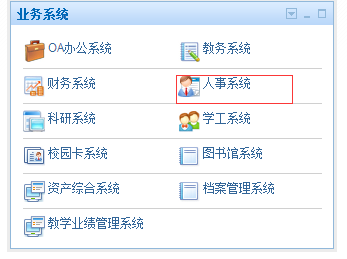 业务系统
OA办公系统 教务系统
财务系统 人事系统
科研系统 学工系统
校园卡系统 图书馆系统
资产综合系统 档案管理系统
教学业绩管理系统